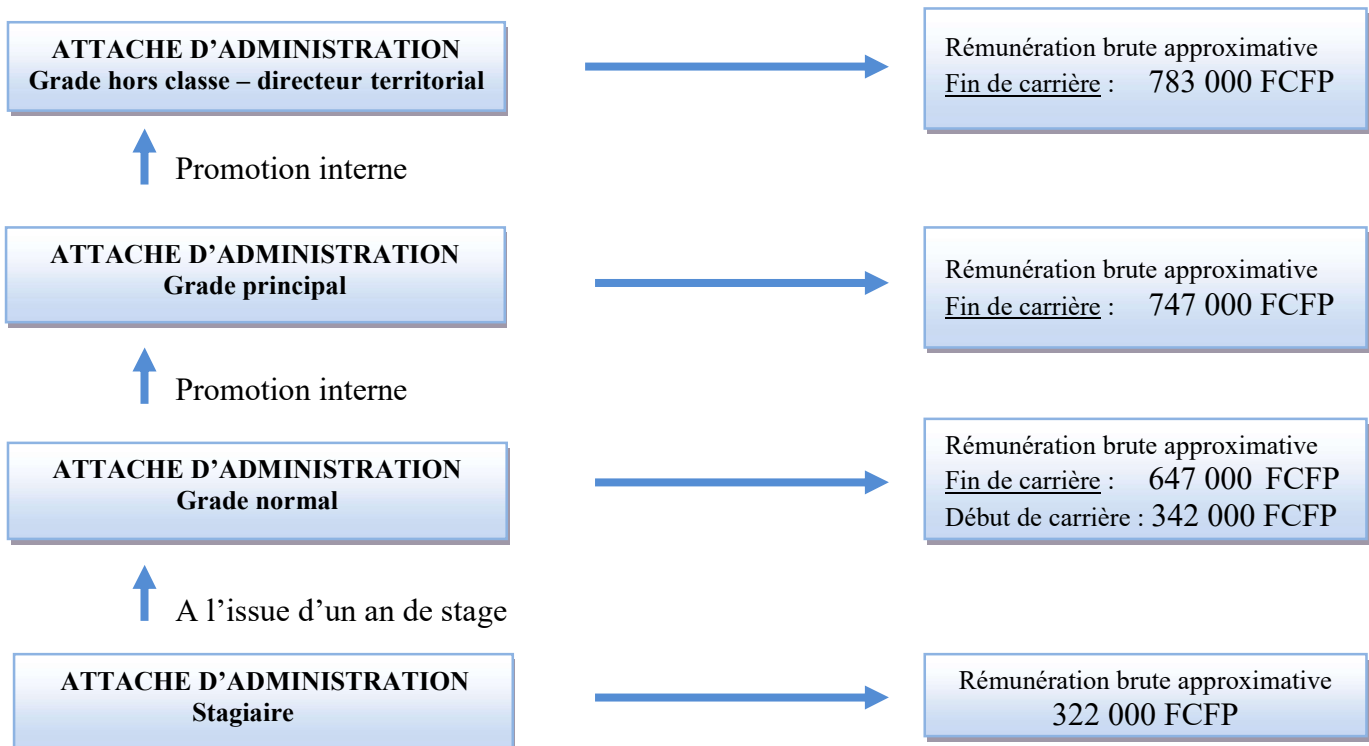 ATTACHE D’ADMINISTRATION
Grade hors classe – directeur territorial
Rémunération brute approximative
Fin de carrière : 783 000 FCFP
Promotion interne
ATTACHE D’ADMINISTRATION
Grade principal
Rémunération brute approximative
Fin de carrière : 747 000 FCFP
Promotion interne
ATTACHE D’ADMINISTRATION
Grade normal
Rémunération brute approximative
Fin de carrière : 647 000 FCFP
Début de carrière : 342 000 FCFP
A l’issue d’un an de stage
ATTACHE D’ADMINISTRATION
Stagiaire
Rémunération brute approximative
322 000 FCFP